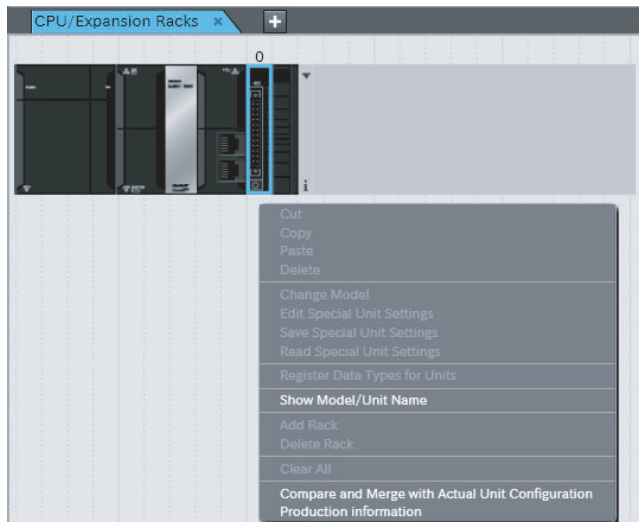 CPU/Expansion Racks × +
0
Cut
Copy
Paste
Delete
Change Model
Edit Special Unit Settings
Save Special Unit Settings
Read Special Unit Settings
Register Data Types for Units
Show Model/Unit Name
Add Rack
Delete Rack
Clear All
Compare and Merge with Actual Unit Configuration
Production information